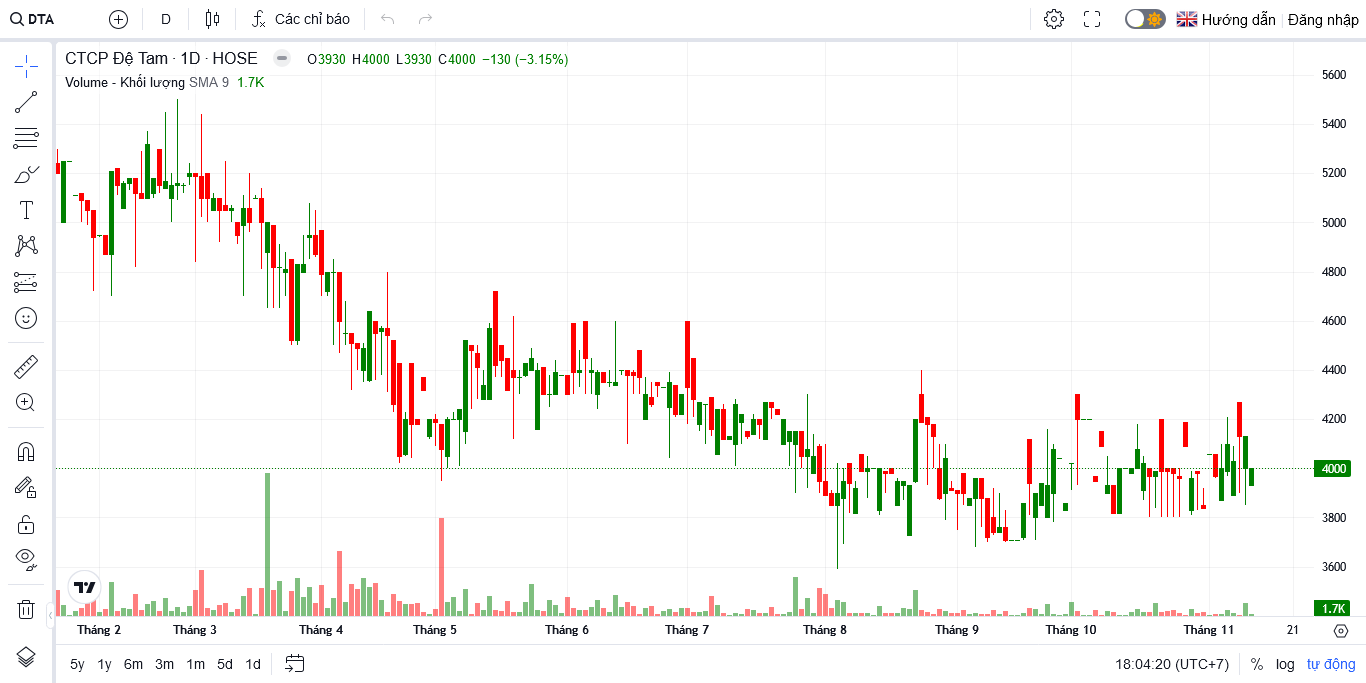 DTA D Các chỉ báo Hướng dẫn Đăng nhập
CTCP Đệ Tam · 1D · HOSE O3930 H4000 L3930 C4000 −130 (−3.15%)
Volume - Khối lượng SMA 9 1.7K
5600
5400
5200
5000
4800
4600
4400
4200
4000
3800
3600
1.7K
Tháng 2 Tháng 3 Tháng 4 Tháng 5 Tháng 6 Tháng 7 Tháng 8 Tháng 9 Tháng 10 Tháng 11 21
5y 1y 6m 3m 1m 5d 1d 18:04:20 (UTC+7) % log tự động